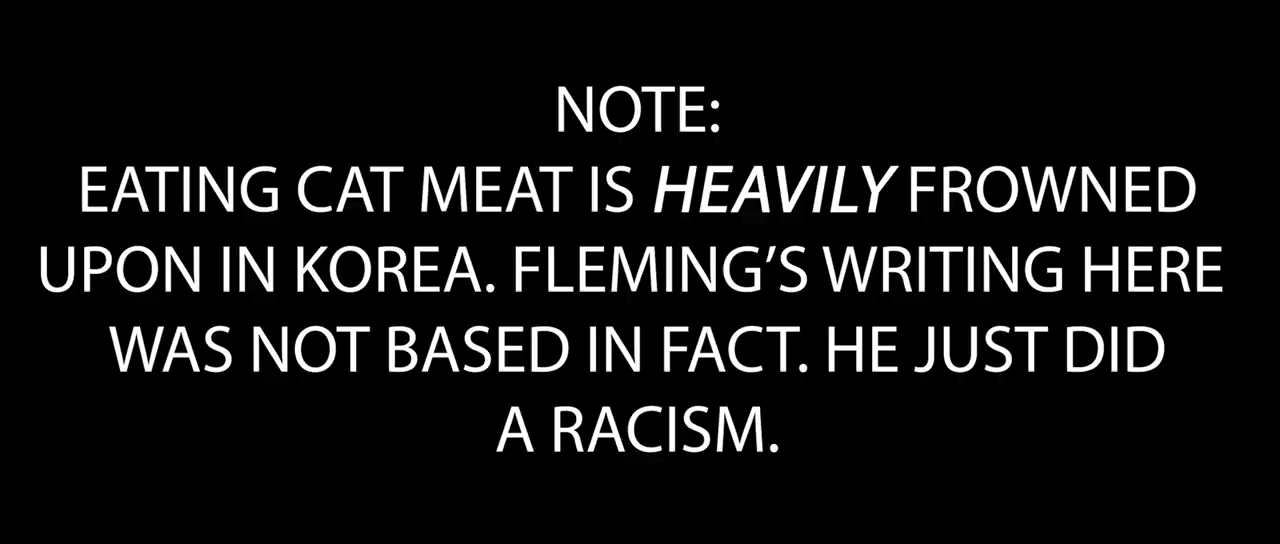 NOTE:
EATING CAT MEAT IS HEAVILY FROWNED
UPON IN KOREA. FLEMING’S WRITING HERE
WAS NOT BASED IN FACT. HE JUST DID
A RACISM.